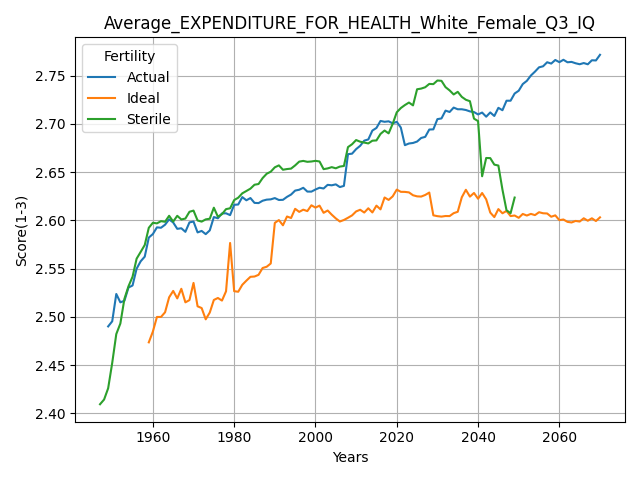 Average_EXPENDITURE_FOR_HEALTH_White_Female_Q3_IQ
Fertility
Actual
Ideal
Sterile
Score(1-3)
2.75
2.70
2.65
2.60
2.55
2.50
2.45
2.40
1960 1980 2000 2020 2040 2060
Years